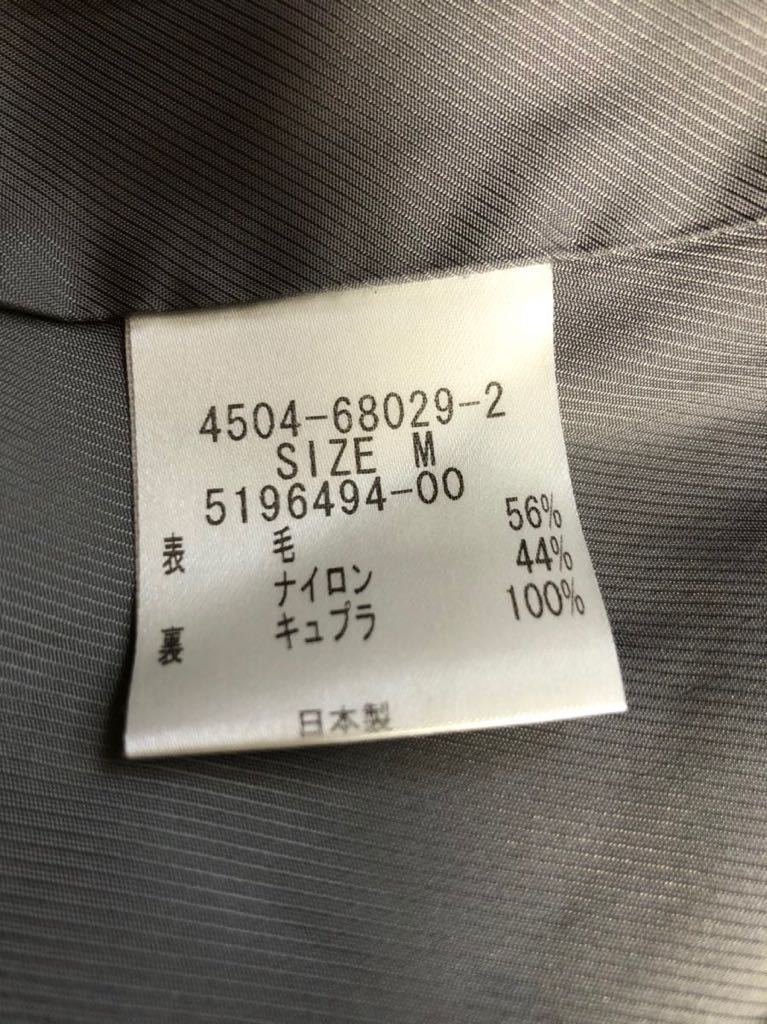 4504-68029-2
SIZE M
5196494-00
表 毛 56%
ナイロン 44%
裏 キュプラ 100%
日本製